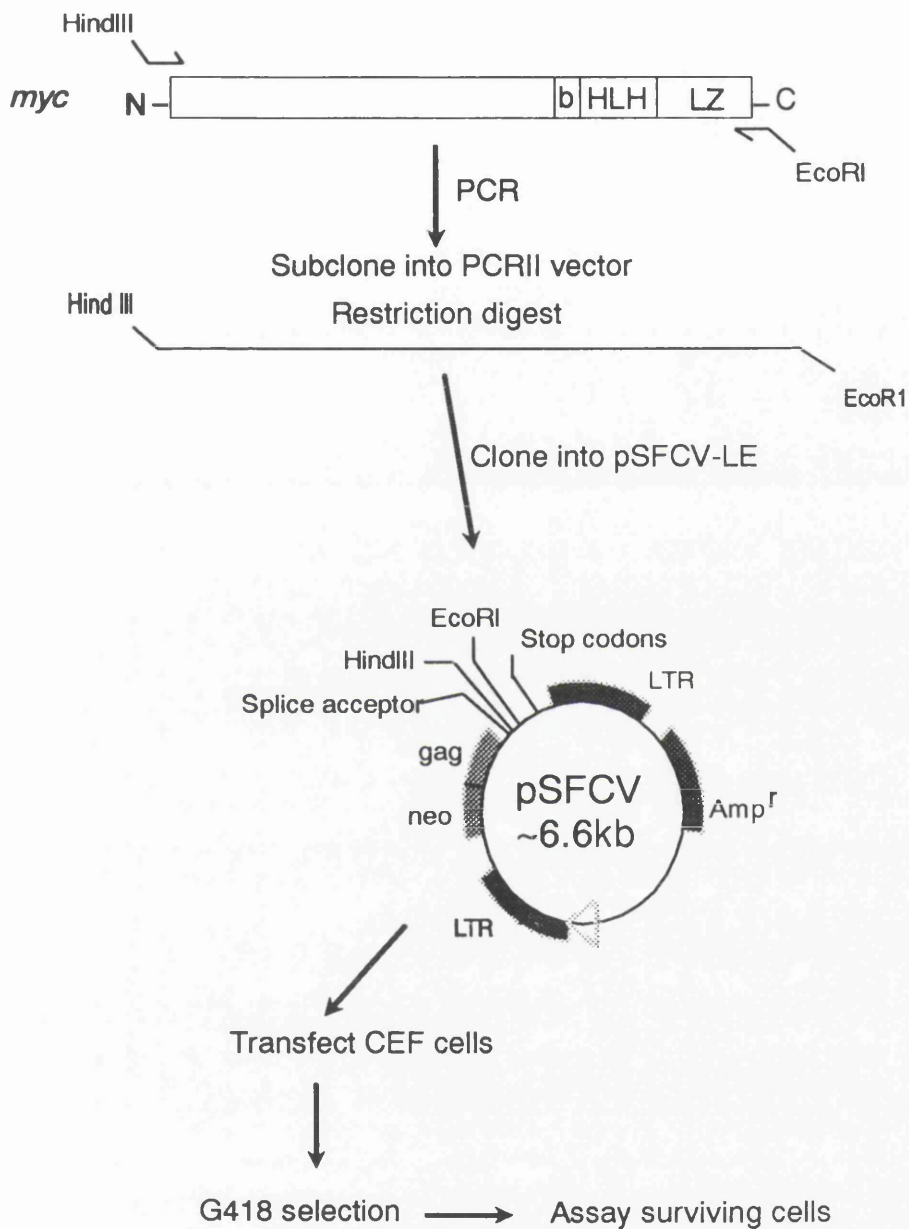 HindIII
myc N b HLH LZ C
EcoRI
PCR
Subclone into PCRII vector
Hind III Restriction digest
EcoR1
Clone into pSFCV-LE
EcoRI
Stop codons
HindIII
LTR
Splice acceptor
gag
pSFCV
neo
~6.6kb
Amp r
LTR
Transfect CEF cells
G418 selection Assay surviving cells